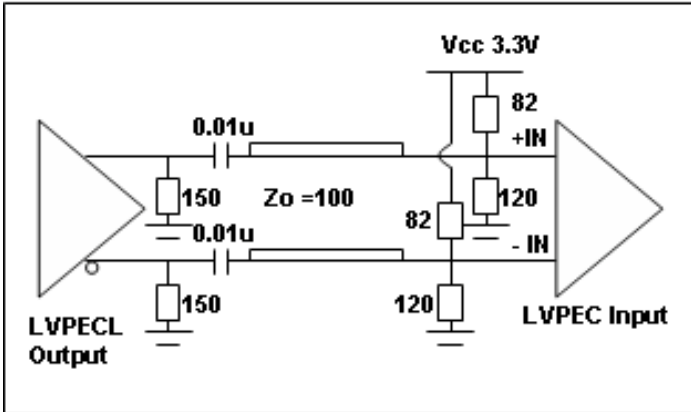 Vcc 3.3V
82
0.01u
+IN
150
Zo =100
120
82
0.01u
- IN
150
120
LVPECL
Output
LVPEC Input